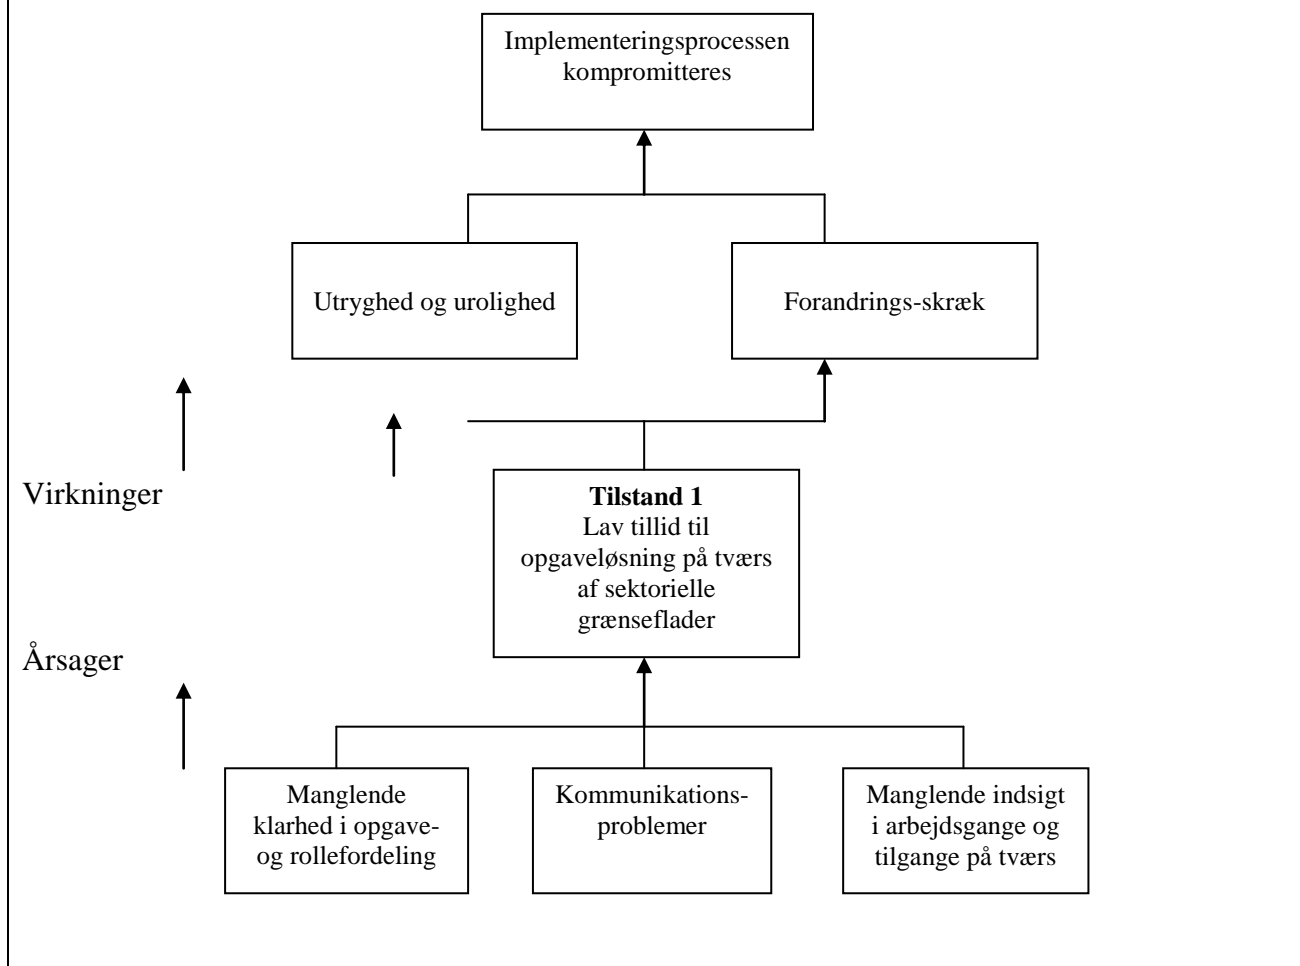 Implementeringsprocessen
kompromitteres
Utryghed og urolighed
Forandrings-skræk
Virkninger
Tilstand 1
Lav tillid til
opgaveløsning på tværs
af sektorielle
grænseflader
Årsager
Manglende
klarhed i opgave-
og rollefordeling
Kommunikations-
problemer
Manglende indsigt
i arbejdsgange og
tilgange på tværs